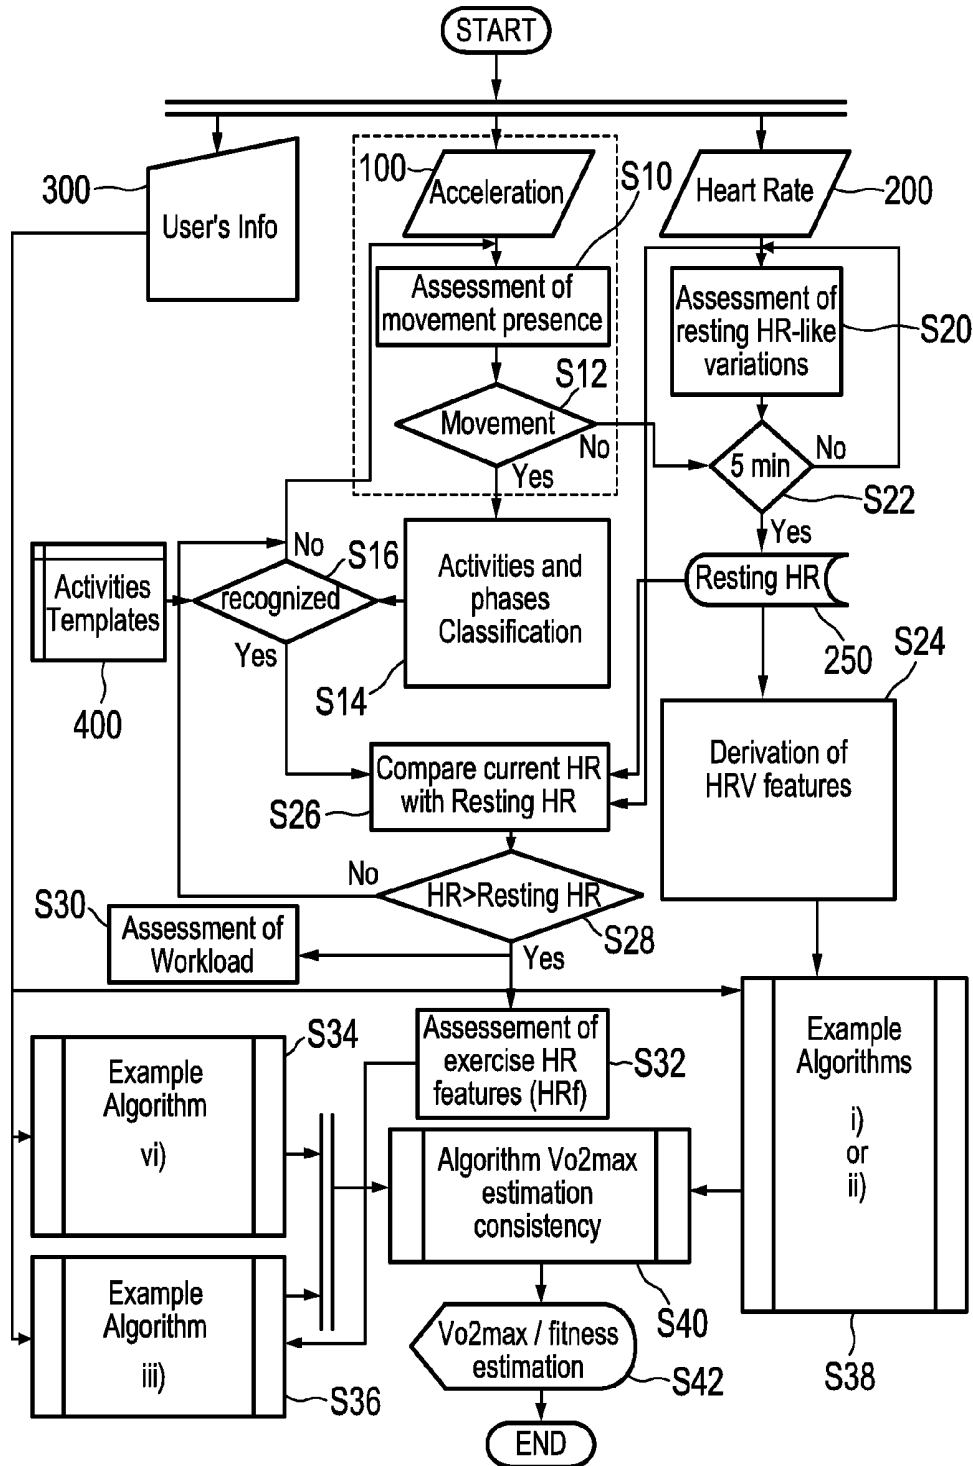 START
300
User's Info
100
Acceleration
S10
Heart Rate
200
Assessment of
movement presence
Assessment of
resting HR-like
variations
S20
S12
Movement
No
Yes
5 min
No
S22
Yes
Activities
Templates
400
No
S16
recognized
Yes
Activities and
phases
Classification
S14
Resting HR
250
S24
Derivation of
HRV features
Compare current HR
with Resting HR
S26
No
HR>Resting HR
S28
Yes
S30
Assessment of
Workload
Assessement of
exercise HR
features (HRf)
S32
S34
Example
Algorithm
vi)
Example
Algorithms
i)
or
ii)
S38
Algorithm Vo2max
estimation
consistency
S40
Example
Algorithm
iii)
S36
Vo2max / fitness
estimation
S42
END